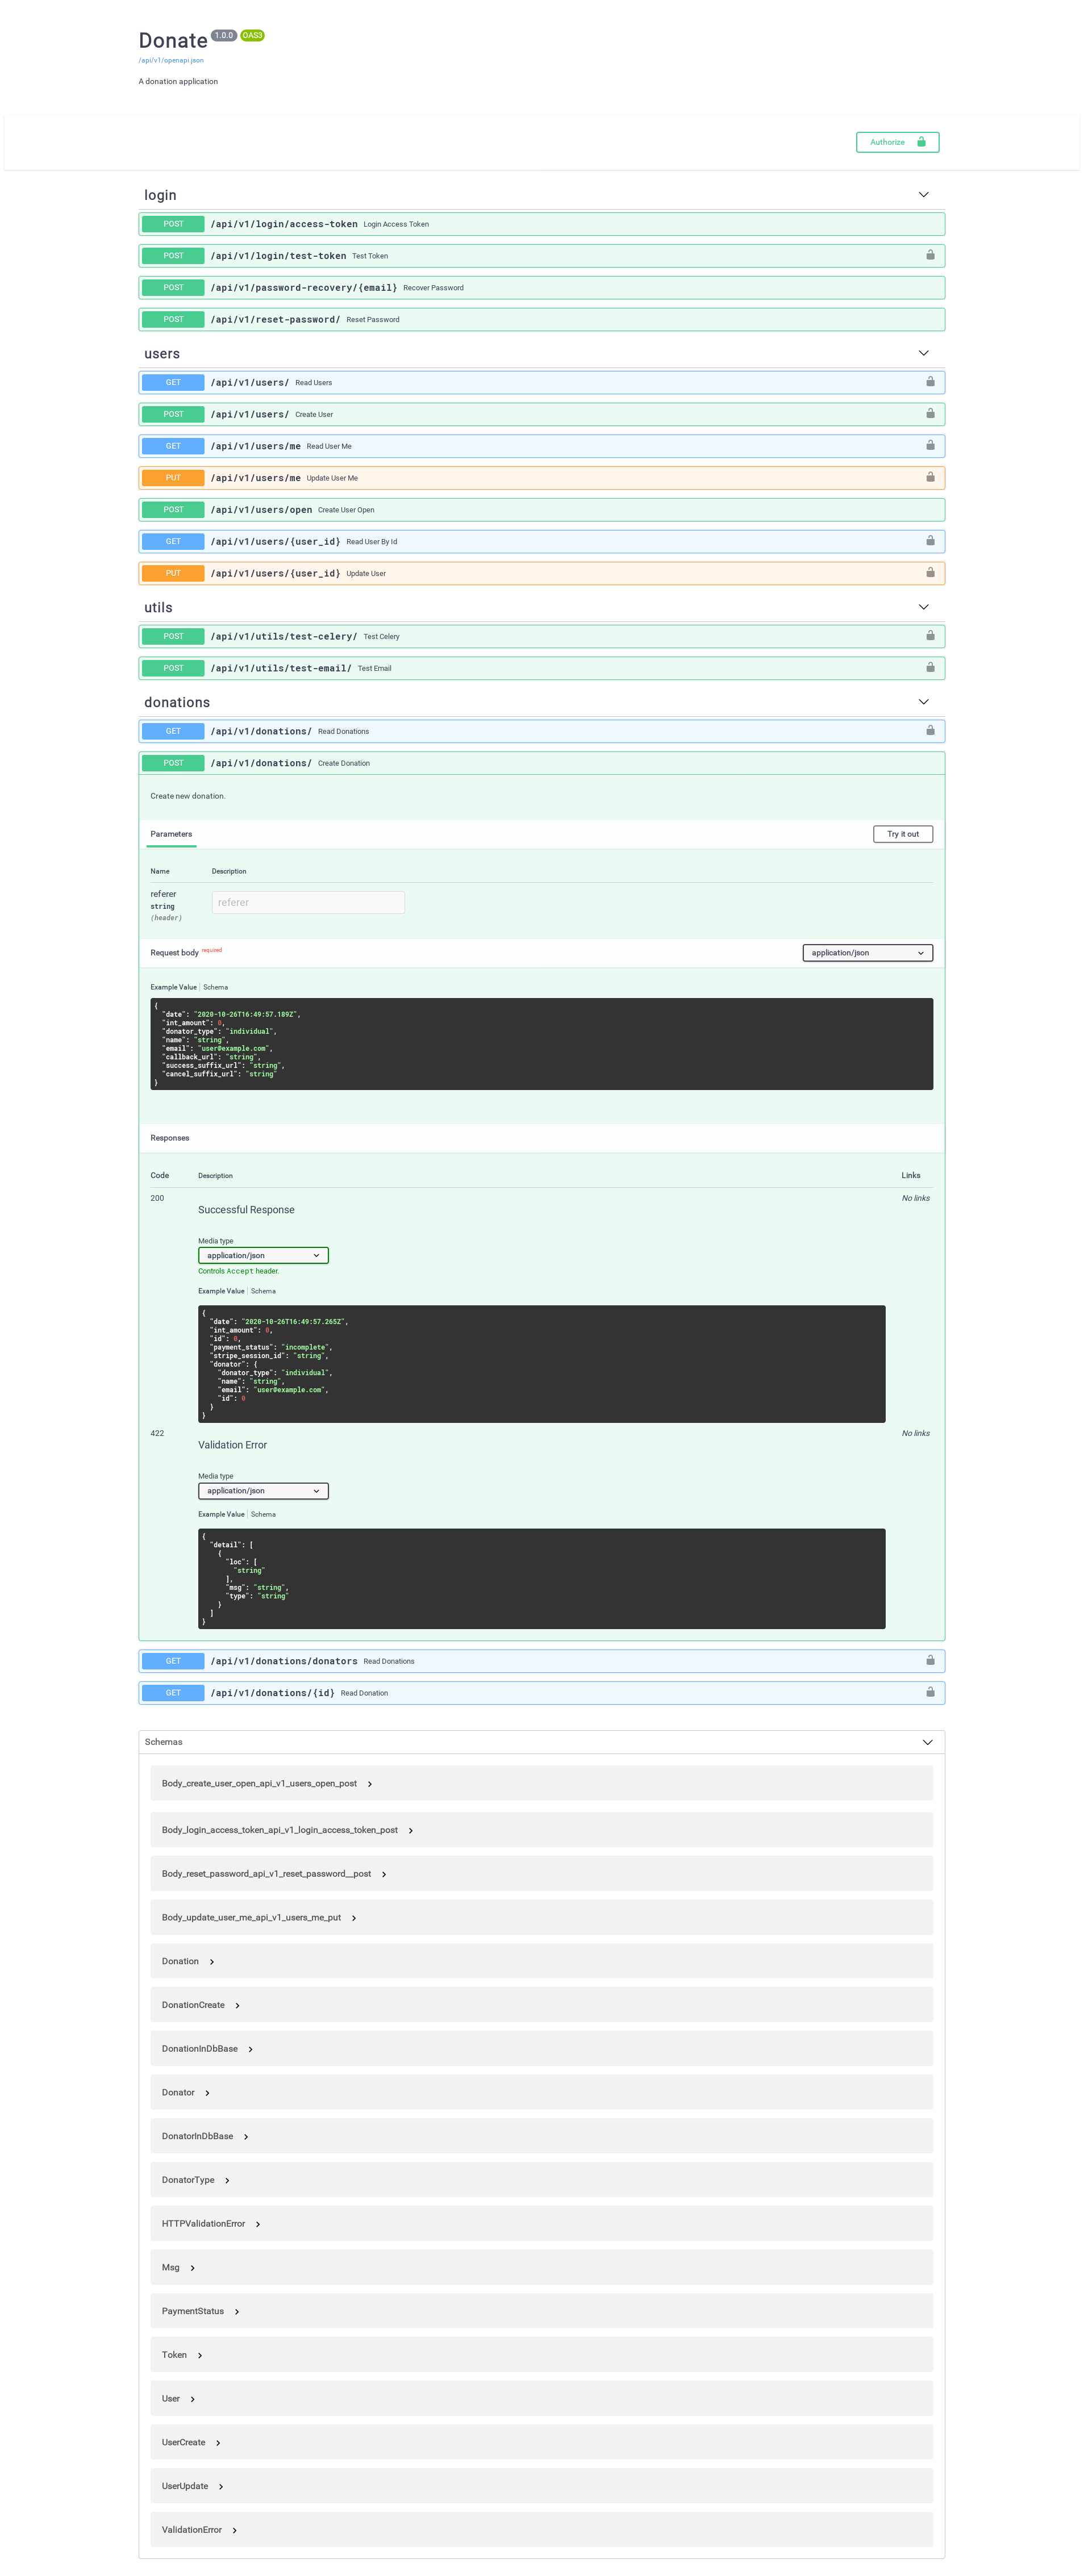 Donate 1.0.0 OAS3
/api/v1/openapi.json
A donation application
Authorize
login
POST /api/v1/login/access-token Login Access Token
POST /api/v1/login/test-token Test Token
POST /api/v1/password-recovery/{email} Recover Password
POST /api/v1/reset-password/ Reset Password
users
GET /api/v1/users/ Read Users
POST /api/v1/users/ Create User
GET /api/v1/users/me Read User Me
PUT /api/v1/users/me Update User Me
POST /api/v1/users/open Create User Open
GET /api/v1/users/{user_id} Read User By Id
PUT /api/v1/users/{user_id} Update User
utils
POST /api/v1/utils/test-celery/ Test Celery
POST /api/v1/utils/test-email/ Test Email
donations
GET /api/v1/donations/ Read Donations
POST /api/v1/donations/ Create Donation
Create new donation.
Parameters Try it out
Name Description
referer
string
(header)
referer
Request body required application/json
Example Value Schema
{
"date": "2020-10-26T16:49:57.189Z",
"int_amount": 0,
"donator_type": "individual",
"name": "string",
"email": "user@example.com",
"callback_url": "string",
"success_suffix_url": "string",
"cancel_suffix_url": "string"
}
Responses
Code Description Links
200 No links
Successful Response
Media type
application/json
Controls Accept header.
Example Value Schema
{
"date": "2020-10-26T16:49:57.265Z",
"int_amount": 0,
"id": 0,
"payment_status": "incomplete",
"stripe_session_id": "string",
"donator": {
"donator_type": "individual",
"name": "string",
"email": "user@example.com",
"id": 0
}
}
422 No links
Validation Error
Media type
application/json
Example Value Schema
{
"detail": [
{
"loc": [
"string"
],
"msg": "string",
"type": "string"
}
]
}
GET /api/v1/donations/donators Read Donations
GET /api/v1/donations/{id} Read Donation
Schemas
Body_create_user_open_api_v1_users_open_post
Body_login_access_token_api_v1_login_access_token_post
Body_reset_password_api_v1_reset_password__post
Body_update_user_me_api_v1_users_me_put
Donation
DonationCreate
DonationInDbBase
Donator
DonatorInDbBase
DonatorType
HTTPValidationError
Msg
PaymentStatus
Token
User
UserCreate
UserUpdate
ValidationError